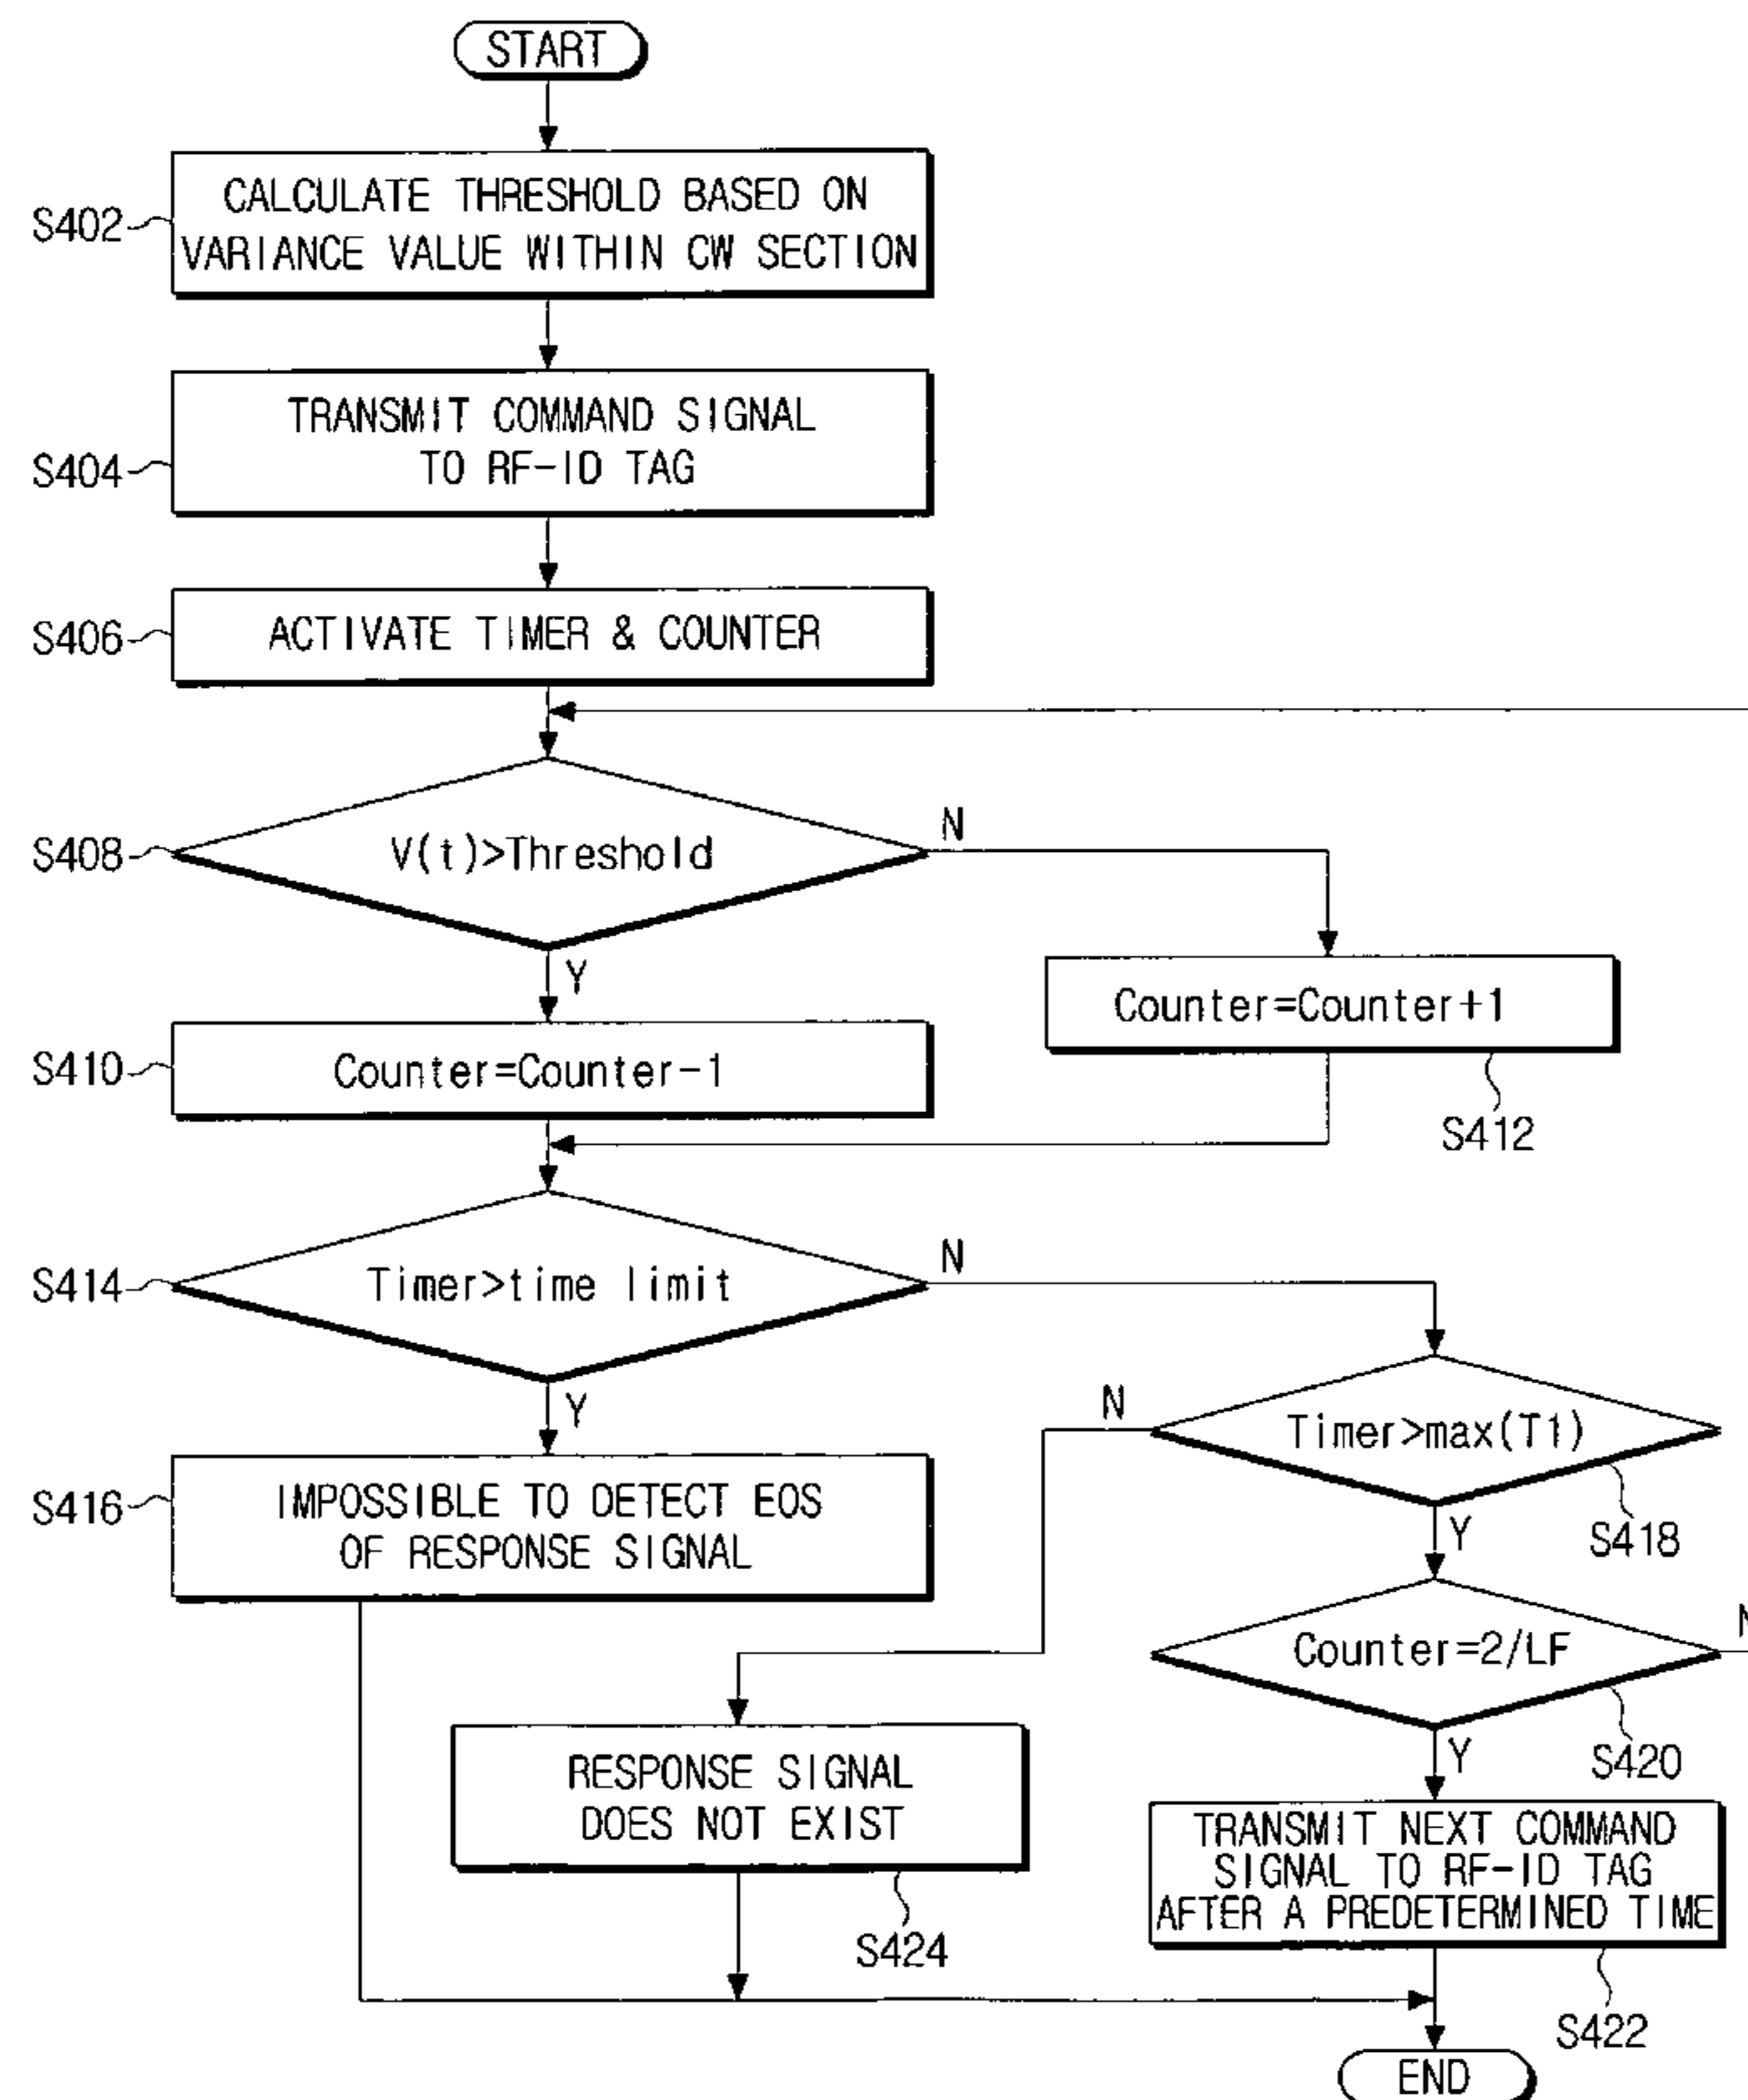 START
S402
CALCULATE THRESHOLD BASED ON
VARIANCE VALUE WITHIN CW SECTION
S404
TRANSMIT COMMAND SIGNAL
TO RF-ID TAG
S406
ACTIVATE TIMER & COUNTER
S408
V(t)>Threshold
N
Y
Counter=Counter+1
S410
Counter=Counter-1
S412
S414
Timer>time limit
N
Y
N
Timer>max(T1)
S416
IMPOSSIBLE TO DETECT EOS
OF RESPONSE SIGNAL
S418
Y
Counter=2/LF
N
S420
Y
RESPONSE SIGNAL
DOES NOT EXIST
TRANSMIT NEXT COMMAND
SIGNAL TO RF-ID TAG
AFTER A PREDETERMINED TIME
S424
S422
END